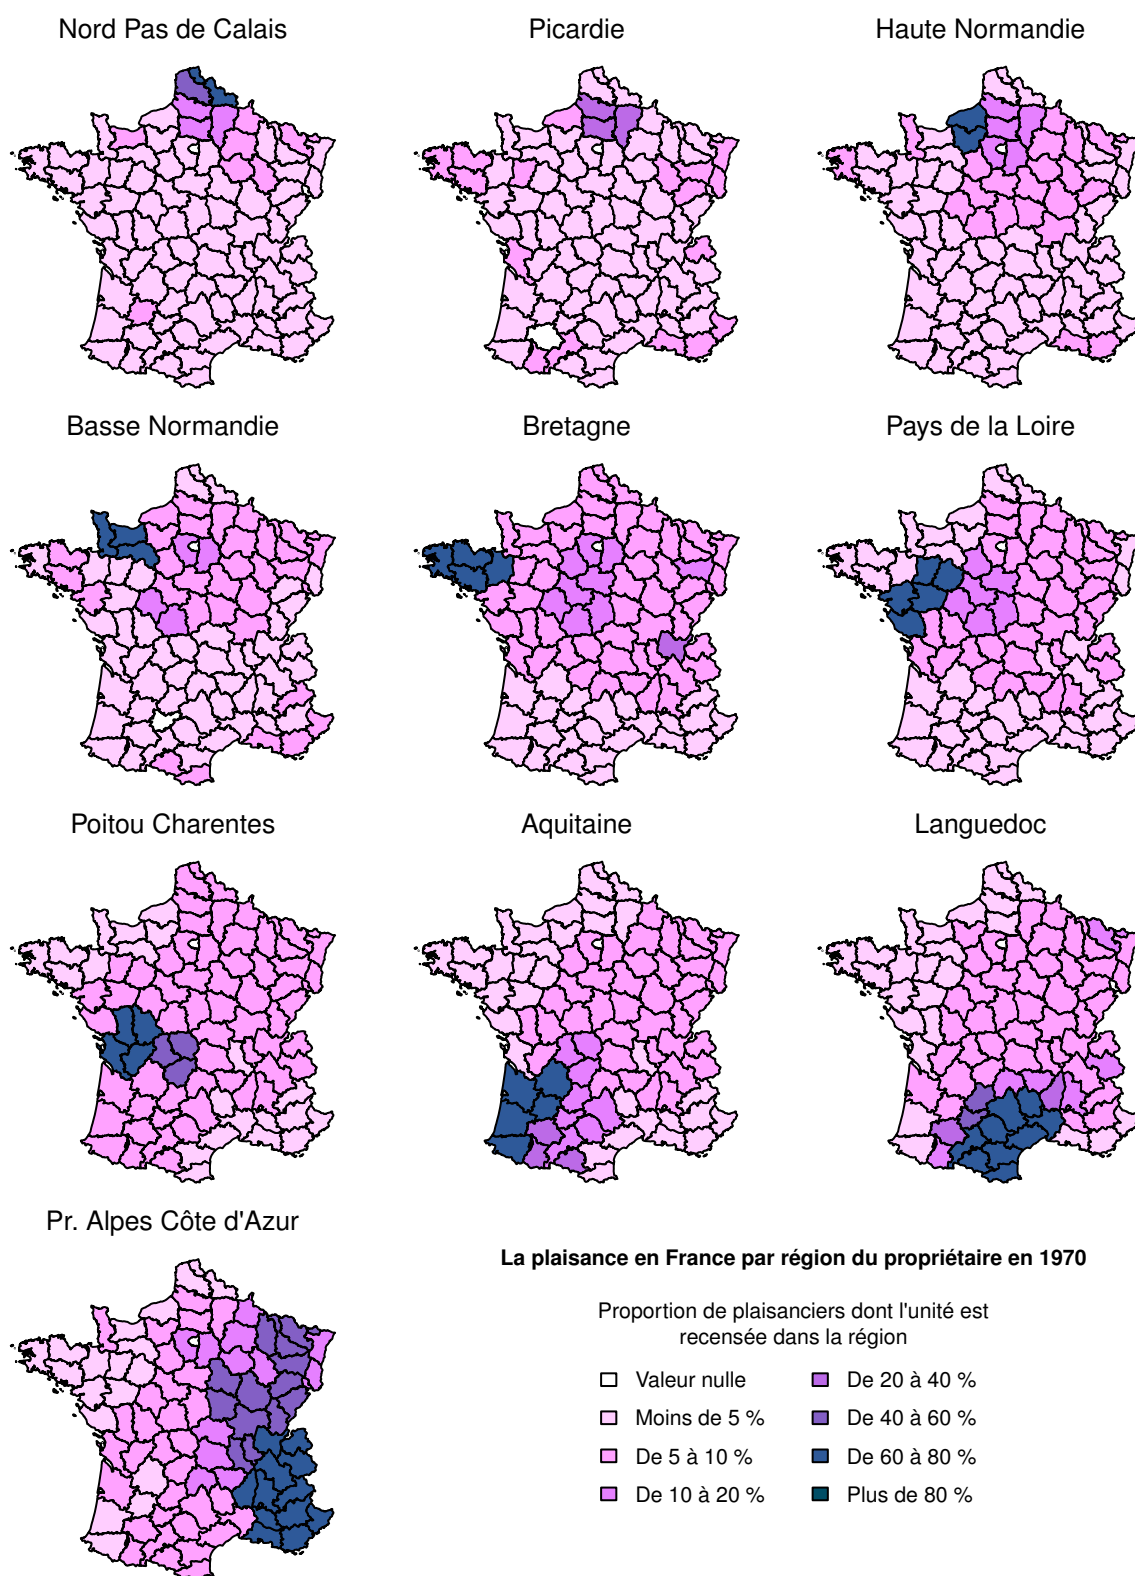 Nord Pas de Calais
Picardie
Haute Normandie
Basse Normandie
Bretagne
Pays de la Loire
Poitou Charentes
Aquitaine
Languedoc
Pr. Alpes Côte d'Azur
La plaisance en France par région du propriétaire en 1970
Proportion de plaisanciers dont l'unité est
recensée dans la région
Valeur nulle
Moins de 5 %
De 5 à 10 %
De 10 à 20 %
De 20 à 40 %
De 40 à 60 %
De 60 à 80 %
Plus de 80 %